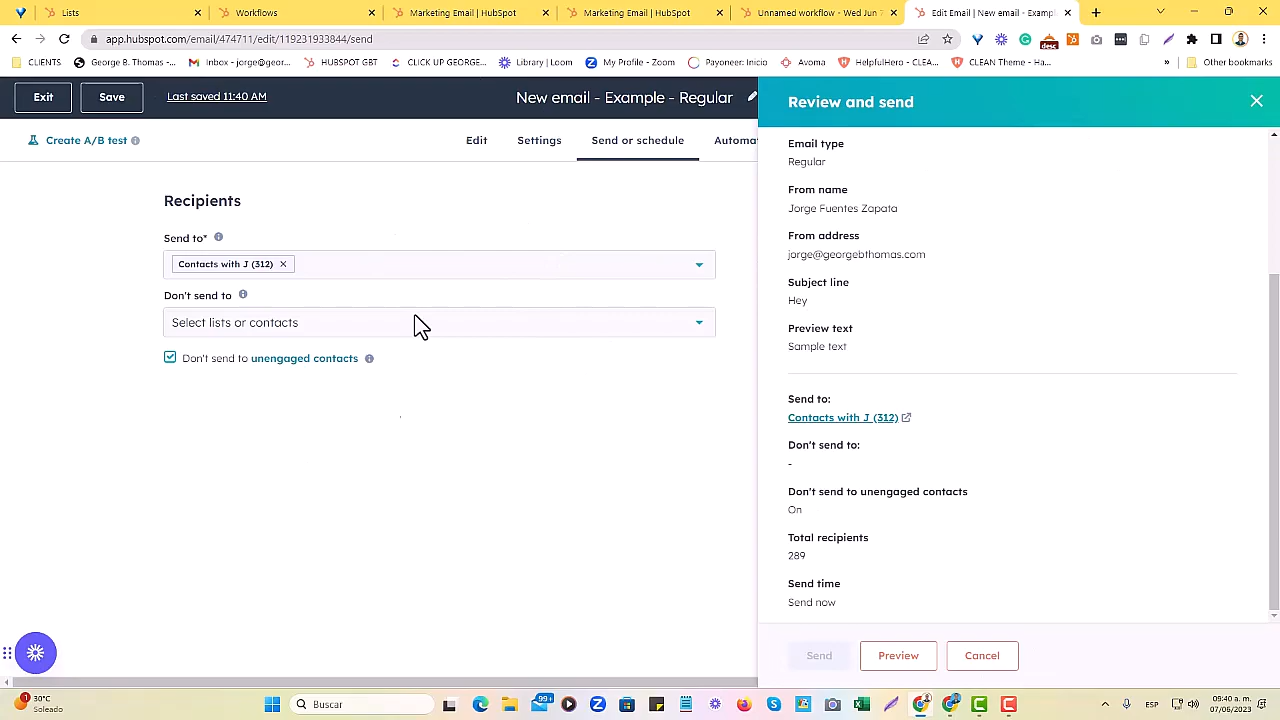 Lists
Workflows
Marketing Email | HubSpot
Marketing Email | HubSpot
Unnamed workflow - Wed Jun
Edit Email | New email - Exampl
app.hubspot.com/email/474711/edit/119231933844/send
CLIENTS
George B. Thomas -...
Inbox - jorge@geor...
HUBSPOT GBT
CLICK UP GEORGE...
Library | Loom
My Profile - Zoom
Payoneer: Inicio
Avoma
HelpfulHero - CLEA...
CLEAN Theme - Ha...
»
Other bookmarks
desc
Exit
Save
Last saved 11:40 AM
New email - Example - Regular
Create A/B test
Edit
Settings
Send or schedule
Automa
Recipients
Send to*
Contacts with J (312)
Don't send to
Select lists or contacts
Don't send to unengaged contacts
Review and send
Email type
Regular
From name
Jorge Fuentes Zapata
From address
jorge@georgebthomas.com
Subject line
Hey
Preview text
Sample text
Send to:
Contacts with J (312)
Don't send to:
-
Don't send to unengaged contacts
On
Total recipients
289
Send time
Send now
Send
Preview
Cancel
1
30°C
Soleado
Buscar
99+
ESP
09:40 a. m.
07/06/2023